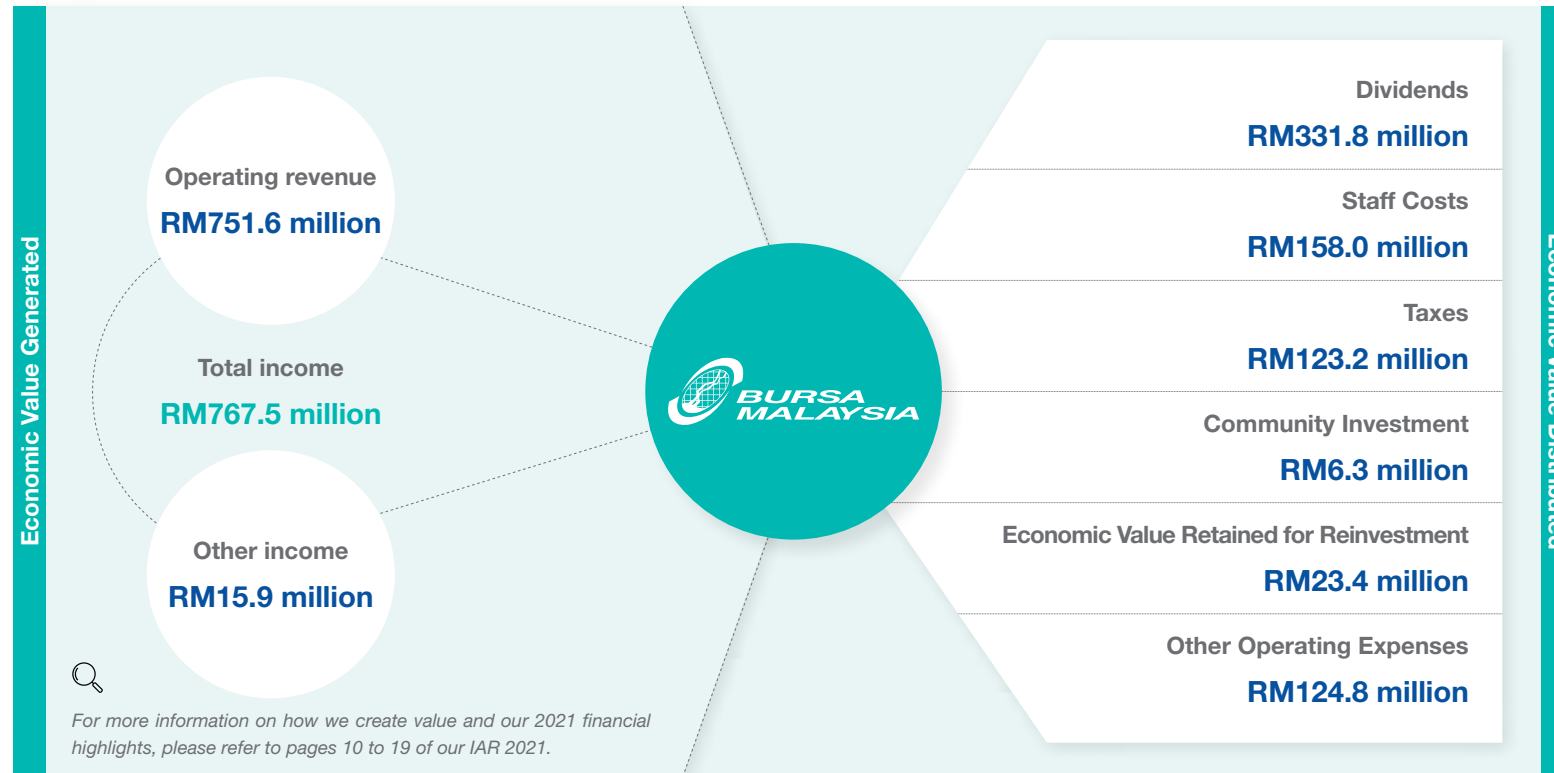 Economic Value Generated
Operating revenue
RM751.6 million
Total income
RM767.5 million
Other income
RM15.9 million
For more information on how we create value and our 2021 financial
highlights, please refer to pages 10 to 19 of our IAR 2021.
BURSA
MALAYSIA
Dividends
RM331.8 million
Staff Costs
RM158.0 million
Taxes
RM123.2 million
Community Investment
RM6.3 million
Economic Value Retained for Reinvestment
RM23.4 million
Other Operating Expenses
RM124.8 million
Economic Value Distributed